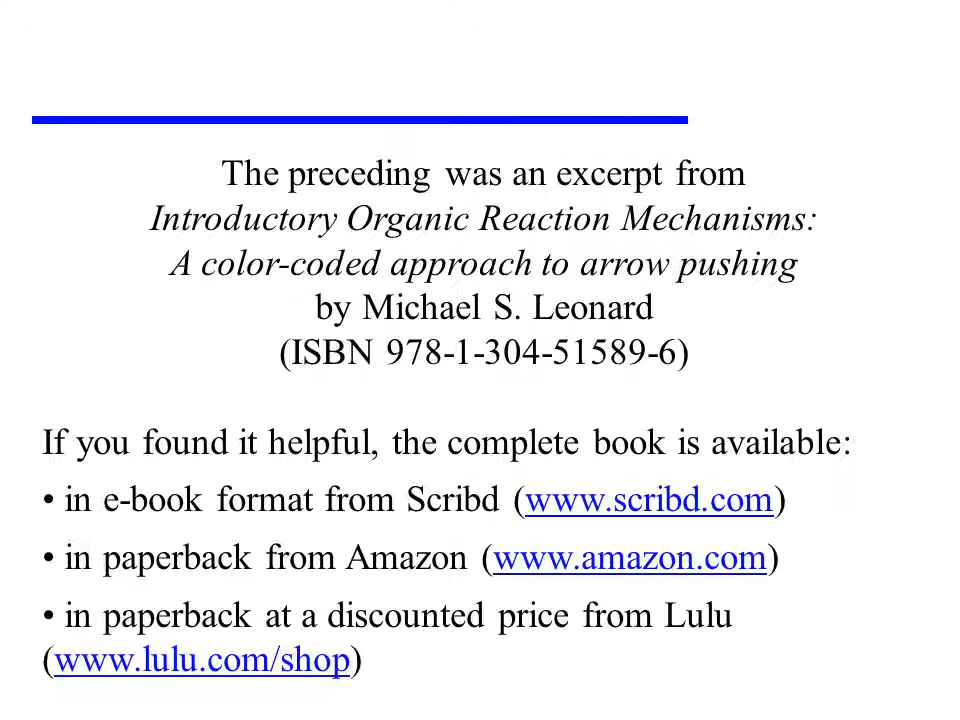 The preceding was an excerpt from
Introductory Organic Reaction Mechanisms:
A color-coded approach to arrow pushing
by Michael S. Leonard
(ISBN 978-1-304-51589-6)
If you found it helpful, the complete book is available:
• in e-book format from Scribd (www.scribd.com)
• in paperback from Amazon (www.amazon.com)
• in paperback at a discounted price from Lulu
(www.lulu.com/shop)